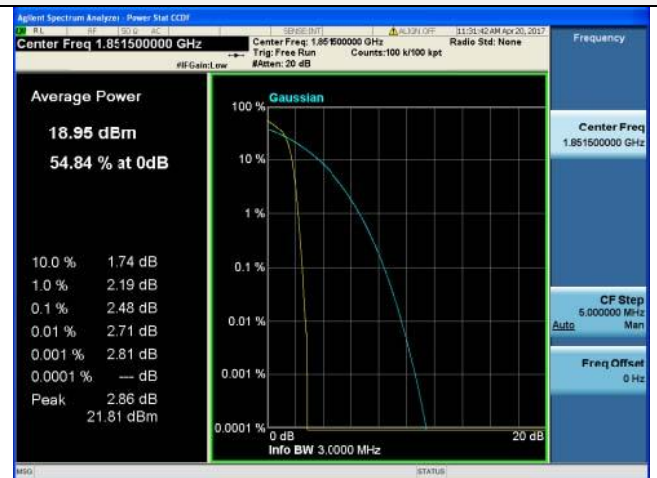 Agilent Spectrum Analyzer - Power Stat CCDF
RL RF 50 Ω AC SENSE:INT ALIGN OFF 11:31:42 AM Apr 20, 2017
Center Freq 1.851500000 GHz
Center Freq: 1.851500000 GHz
Radio Std: None
Trig: Free Run Counts:100 k/100 kpt
#IFGain:Low
#Atten: 20 dB
Frequency
Average Power
18.95 dBm
54.84 % at 0dB
10.0 % 1.74 dB
1.0 % 2.19 dB
0.1 % 2.48 dB
0.01 % 2.71 dB
0.001 % 2.81 dB
0.0001 % --- dB
Peak 2.86 dB
21.81 dBm
Gaussian
100 %
10 %
1 %
0.1 %
0.01 %
0.001 %
0.0001 %
0 dB
20 dB
Info BW 3.0000 MHz
Center Freq
1.851500000 GHz
CF Step
5.000000 MHz
Auto Man
Freq Offset
0 Hz
MSG
STATUS